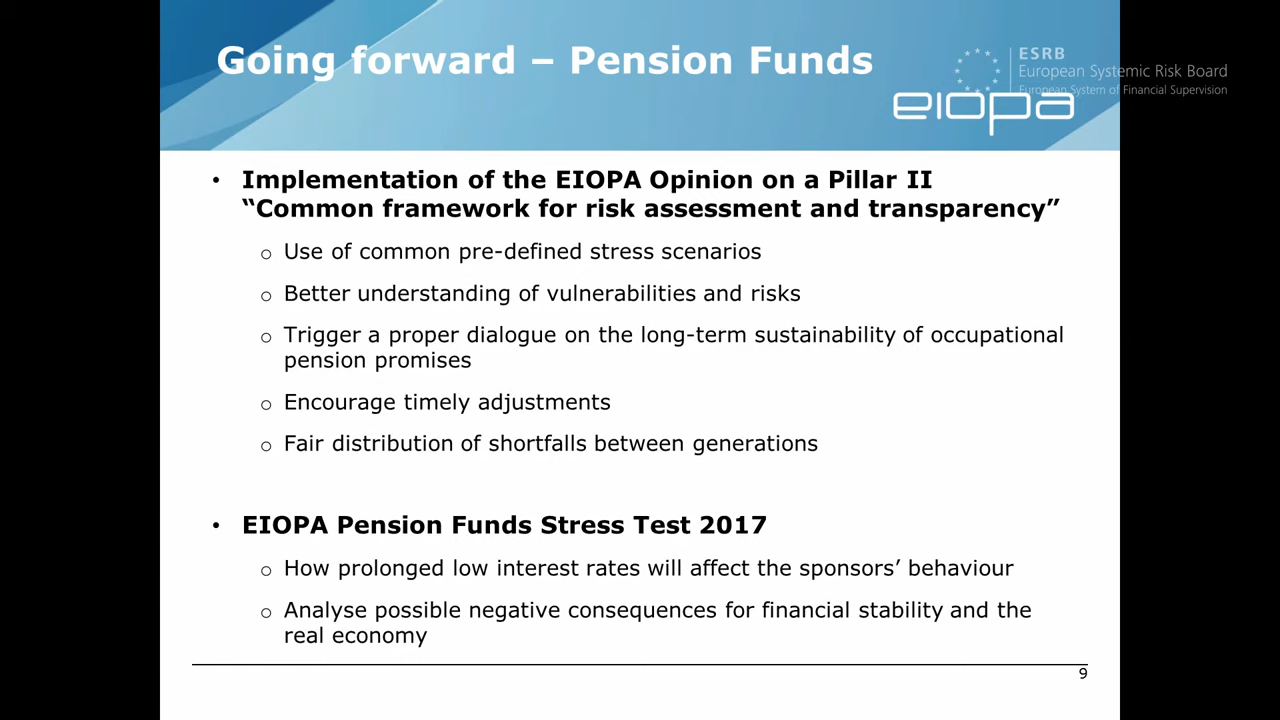 Going forward – Pension Funds
ESRB
European Systemic Risk Board
European System of Financial Supervision
eiopa
• Implementation of the EIOPA Opinion on a Pillar II
“Common framework for risk assessment and transparency”
o Use of common pre-defined stress scenarios
o Better understanding of vulnerabilities and risks
o Trigger a proper dialogue on the long-term sustainability of occupational
pension promises
o Encourage timely adjustments
o Fair distribution of shortfalls between generations
• EIOPA Pension Funds Stress Test 2017
o How prolonged low interest rates will affect the sponsors’ behaviour
o Analyse possible negative consequences for financial stability and the
real economy
9